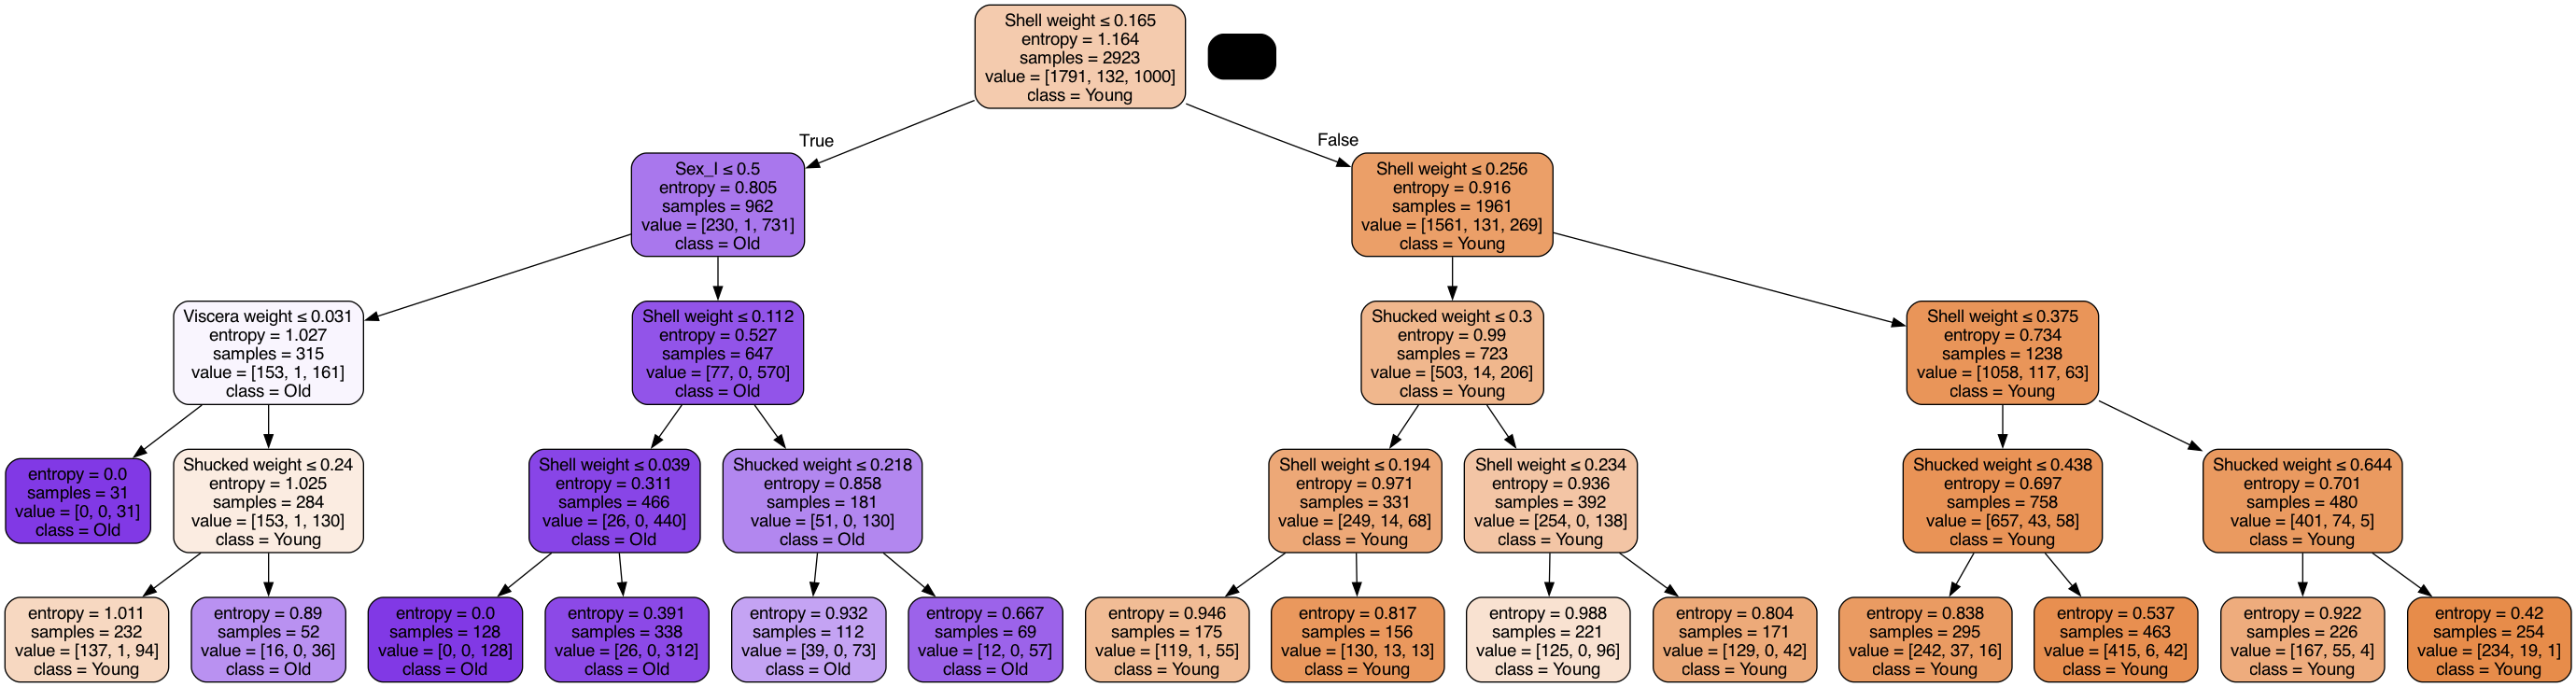 Shell weight ≤ 0.165
entropy = 1.164
samples = 2923
value = [1791, 132, 1000]
class = Young
True
False
Sex_I ≤ 0.5
entropy = 0.805
samples = 962
value = [230, 1, 731]
class = Old
Shell weight ≤ 0.256
entropy = 0.916
samples = 1961
value = [1561, 131, 269]
class = Young
Viscera weight ≤ 0.031
entropy = 1.027
samples = 315
value = [153, 1, 161]
class = Old
Shell weight ≤ 0.112
entropy = 0.527
samples = 647
value = [77, 0, 570]
class = Old
Shucked weight ≤ 0.3
entropy = 0.99
samples = 723
value = [503, 14, 206]
class = Young
Shell weight ≤ 0.375
entropy = 0.734
samples = 1238
value = [1058, 117, 63]
class = Young
entropy = 0.0
samples = 31
value = [0, 0, 31]
class = Old
Shucked weight ≤ 0.24
entropy = 1.025
samples = 284
value = [153, 1, 130]
class = Young
Shell weight ≤ 0.039
entropy = 0.311
samples = 466
value = [26, 0, 440]
class = Old
Shucked weight ≤ 0.218
entropy = 0.858
samples = 181
value = [51, 0, 130]
class = Old
Shell weight ≤ 0.194
entropy = 0.971
samples = 331
value = [249, 14, 68]
class = Young
Shell weight ≤ 0.234
entropy = 0.936
samples = 392
value = [254, 0, 138]
class = Young
Shucked weight ≤ 0.438
entropy = 0.697
samples = 758
value = [657, 43, 58]
class = Young
Shucked weight ≤ 0.644
entropy = 0.701
samples = 480
value = [401, 74, 5]
class = Young
entropy = 1.011
samples = 232
value = [137, 1, 94]
class = Young
entropy = 0.89
samples = 52
value = [16, 0, 36]
class = Old
entropy = 0.0
samples = 128
value = [0, 0, 128]
class = Old
entropy = 0.391
samples = 338
value = [26, 0, 312]
class = Old
entropy = 0.932
samples = 112
value = [39, 0, 73]
class = Old
entropy = 0.667
samples = 69
value = [12, 0, 57]
class = Old
entropy = 0.946
samples = 175
value = [119, 1, 55]
class = Young
entropy = 0.817
samples = 156
value = [130, 13, 13]
class = Young
entropy = 0.988
samples = 221
value = [125, 0, 96]
class = Young
entropy = 0.804
samples = 171
value = [129, 0, 42]
class = Young
entropy = 0.838
samples = 295
value = [242, 37, 16]
class = Young
entropy = 0.537
samples = 463
value = [415, 6, 42]
class = Young
entropy = 0.922
samples = 226
value = [167, 55, 4]
class = Young
entropy = 0.42
samples = 254
value = [234, 19, 1]
class = Young